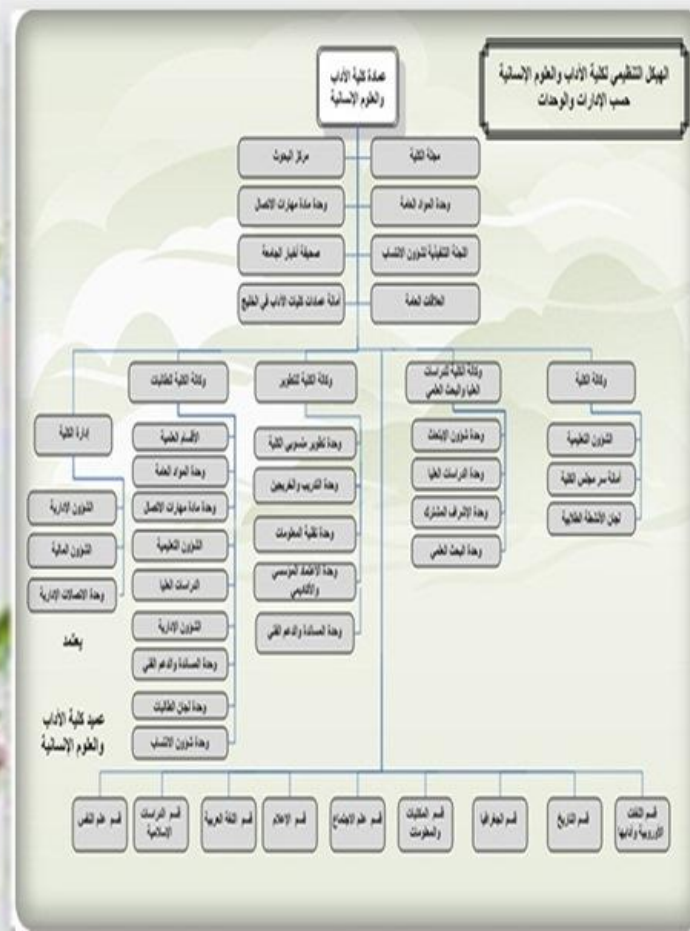 الهيكل التنظيمي لكلية الآداب والعلوم الإنسانية
حسب الإدارات والوحدات
عمادة كلية الآداب
والعلوم الإنسانية
مجلة الكلية
مركز البحوث
وحدة المواد العامة
وحدة مادة مهارات الاتصال
اللجنة التنفيذية لشؤون الانتساب
صحيفة أخبار الجامعة
العلاقات العامة
أمانة عمادات كليات الآداب في الخليج
وكالة الكلية
الشؤون التعليمية
أمانة سر مجلس الكلية
لجان الأنشطة الطلابية
وكالة الكلية للدراسات
العليا والبحث العلمي
وحدة شؤون الابتعاث
وحدة الدراسات العليا
وحدة الإشراف المشترك
وحدة البحث العلمي
وكالة الكلية للتطوير
وحدة تطوير منسوبي الكلية
وحدة التدريب والخريجين
وحدة تقنية المعلومات
وحدة الاعتماد المؤسسي
والأكاديمي
وحدة المساندة والدعم الفني
وكالة الكلية للطالبات
الأقسام العلمية
وحدة المواد العامة
وحدة مادة مهارات الاتصال
الشؤون التعليمية
الدراسات العليا
الشؤون الإدارية
وحدة المساندة والدعم الفني
وحدة لجان الطالبات
وحدة شؤون الانتساب
إدارة الكلية
الشؤون الإدارية
الشؤون المالية
وحدة الاتصالات الإدارية
يعتمد
عميد كلية الآداب
والعلوم الإنسانية
قسم اللغات
الأوروبية وآدابها
قسم التاريخ
قسم الجغرافيا
قسم المكتبات
والمعلومات
قسم علم الاجتماع
قسم الإعلام
قسم اللغة العربية
قسم الدراسات
الإسلامية
قسم علم النفس